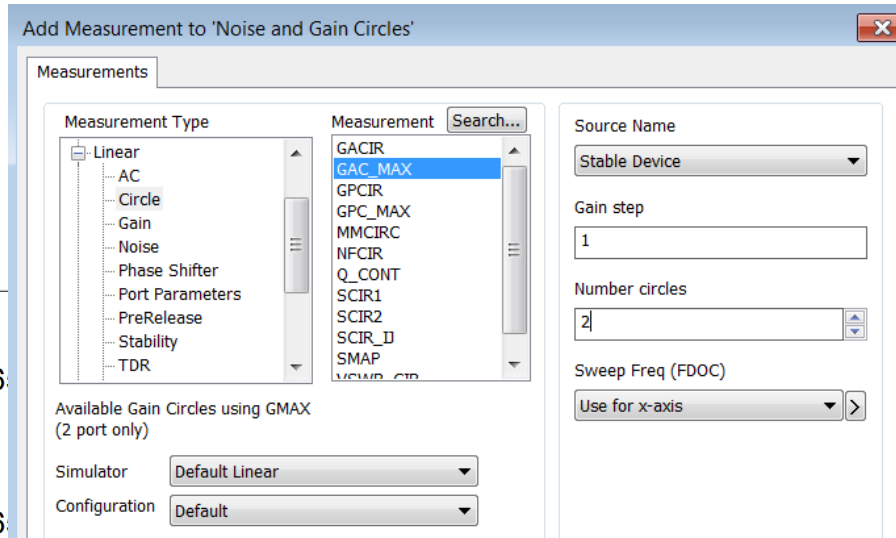 Add Measurement to 'Noise and Gain Circles'
Measurements
Measurement Type
Linear
AC
Circle
Gain
Noise
Phase Shifter
Port Parameters
PreRelease
Stability
TDR
Measurement
Search...
GACIR
GAC_MAX
GPCIR
GPC_MAX
MMCIRC
NFCIR
Q_CONT
SCIR1
SCIR2
SCIR_IJ
SMAP
Available Gain Circles using GMAX
(2 port only)
Simulator
Default Linear
Configuration
Default
Source Name
Stable Device
Gain step
1
Number circles
2
Sweep Freq (FDOC)
Use for x-axis